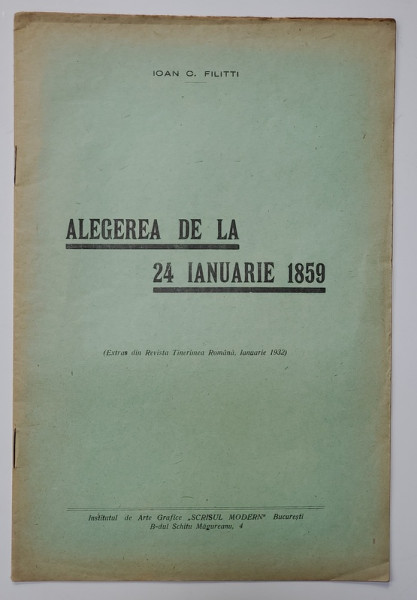 IOAN C. FILITTI
ALEGEREA DE LA
24 IANUARIE 1859
(Extras din Revista Tinerimea Română, Ianuarie 1932)
Institutul de Arte Grafice „SCRISUL MODERN" Bucureşti
B-dul Schitu Măgureanu, 4